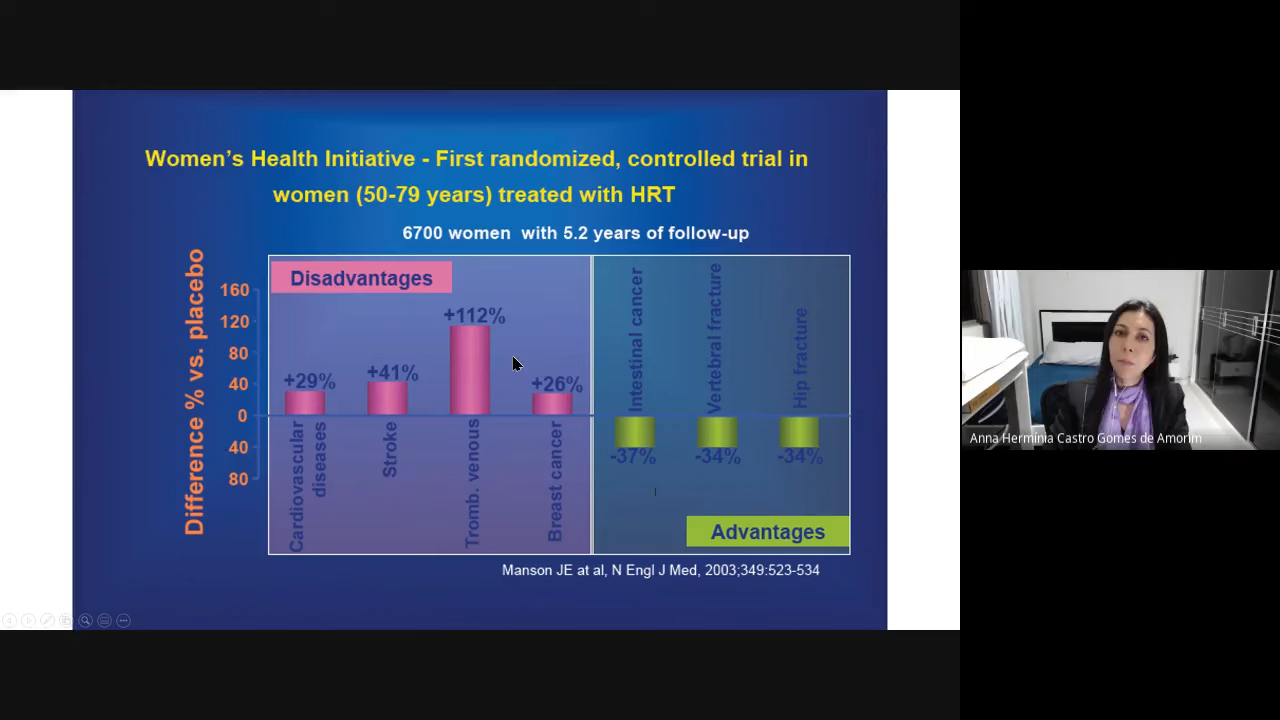 Women’s Health Initiative - First randomized, controlled trial in
women (50-79 years) treated with HRT
6700 women with 5.2 years of follow-up
Difference % vs. placebo
160
120
80
40
0
40
80
Disadvantages
+29%
+41%
+112%
+26%
Cardiovascular
diseases
Stroke
Tromb. venous
Breast cancer
Intestinal cancer
Vertebral fracture
Hip fracture
-37%
-34%
-34%
Advantages
Manson JE at al, N Engl J Med, 2003;349:523-534
Anna Hermínia Castro Gomes de Amorim